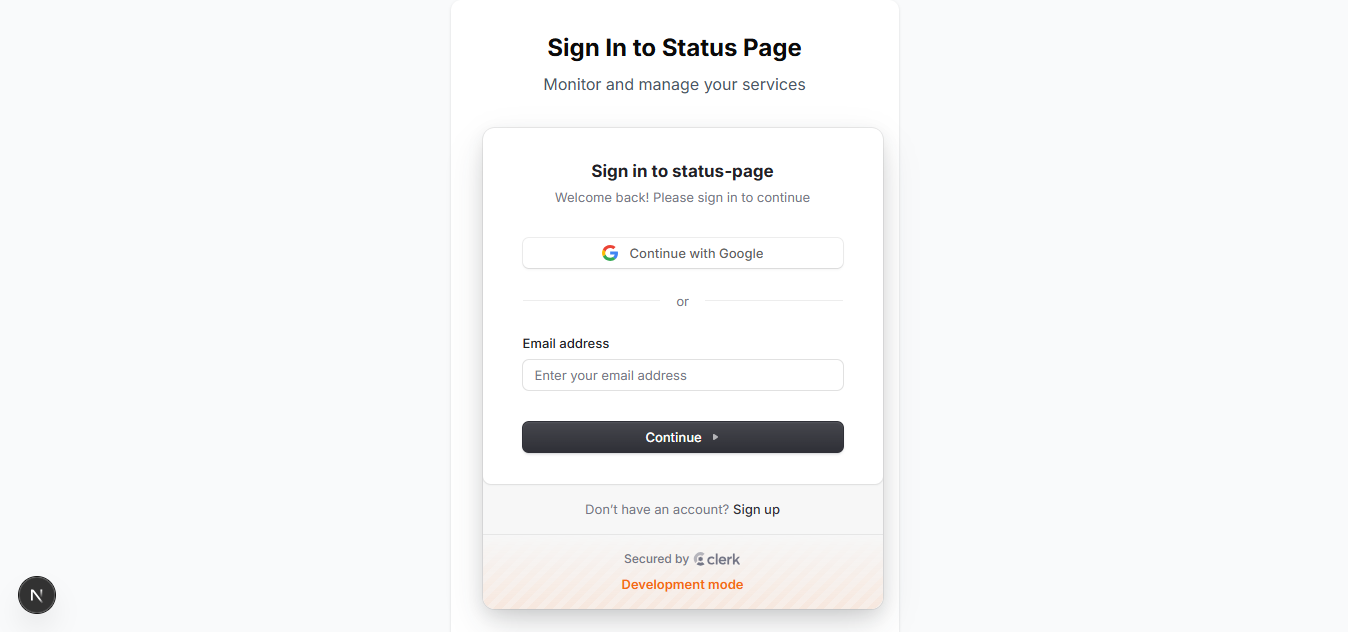 Sign In to Status Page
Monitor and manage your services
Sign in to status-page
Welcome back! Please sign in to continue
Continue with Google
or
Email address
Enter your email address
Continue
Don't have an account? Sign up
Secured by clerk
Development mode
N